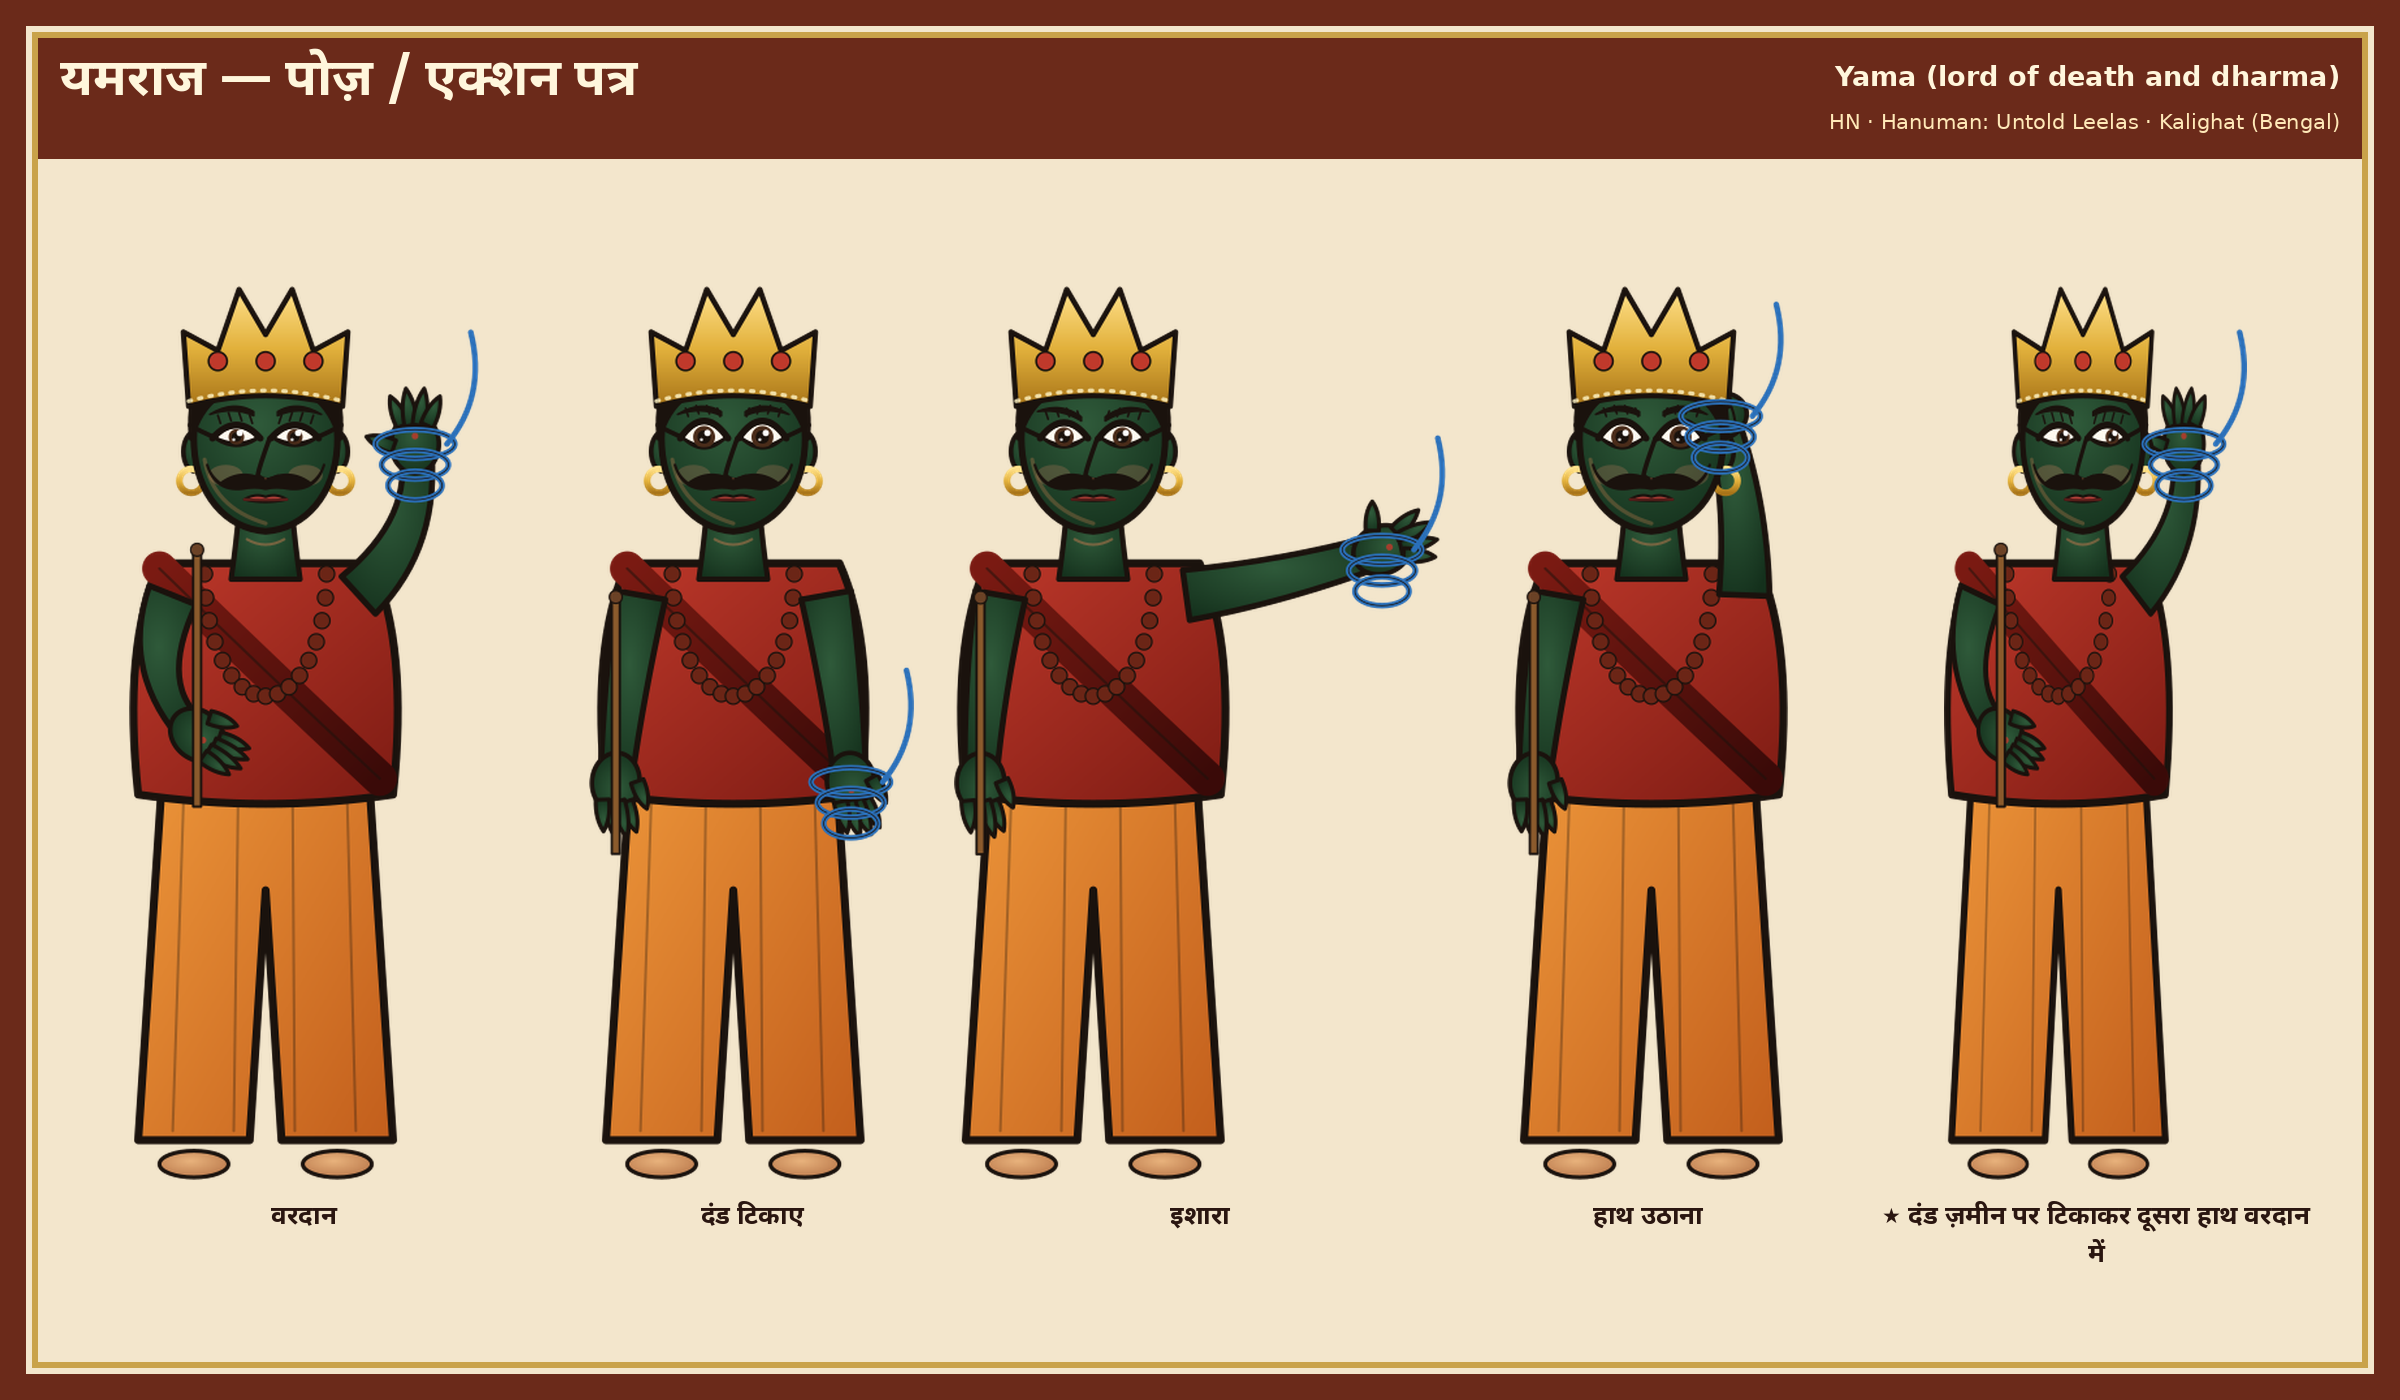 यमराज — पोज़ / एक्शन पत्र
Yama (lord of death and dharma)
HN · Hanuman: Untold Leelas · Kalighat (Bengal)
वरदान
दंड टिकाए
इशारा
हाथ उठाना
★ दंड ज़मीन पर टिकाकर दूसरा हाथ वरदान
में